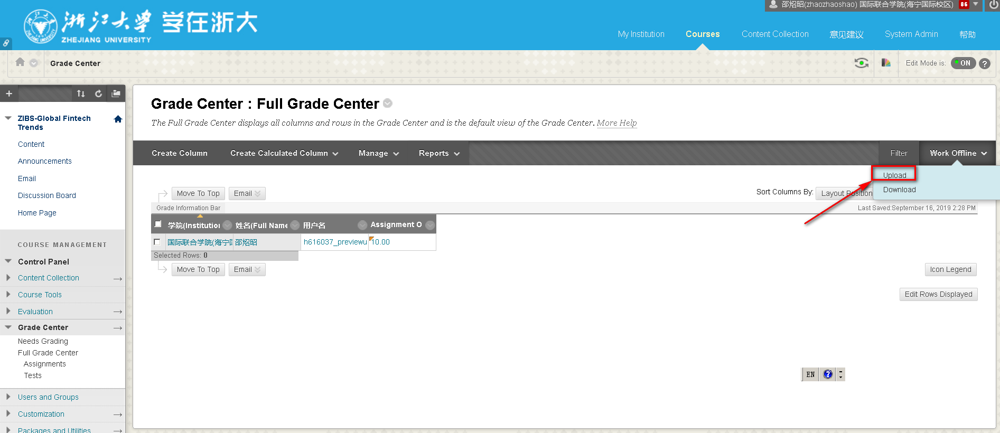 邵炤昭(zhaozhaoshao) 国际联合学院(海宁国际校区) 86
浙江大学 学在浙大
ZHEJIANG UNIVERSITY
My Institution Courses Content Collection 意见建议 System Admin 帮助
Grade Center
Edit Mode is: ON ?
ZIBS-Global Fintech
Trends
Content
Announcements
Email
Discussion Board
Home Page
COURSE MANAGEMENT
Control Panel
Content Collection
Course Tools
Evaluation
Grade Center
Needs Grading
Full Grade Center
Assignments
Tests
Users and Groups
Customization
Packages and Utilities
Grade Center : Full Grade Center
The Full Grade Center displays all columns and rows in the Grade Center and is the default view of the Grade Center. More Help
Create Column Create Calculated Column Manage Reports Filter Work Offline
Upload
Download
Move To Top Email Sort Columns By: Layout Position
Grade Information Bar Last Saved:September 16, 2019 2:28 PM
学院(Institution 姓名(Full Name 用户名 Assignment O
国际联合学院(海宁国 邵炤昭 h616037_previewu 10.00
Selected Rows: 0
Move To Top Email Icon Legend
Edit Rows Displayed
EN ?